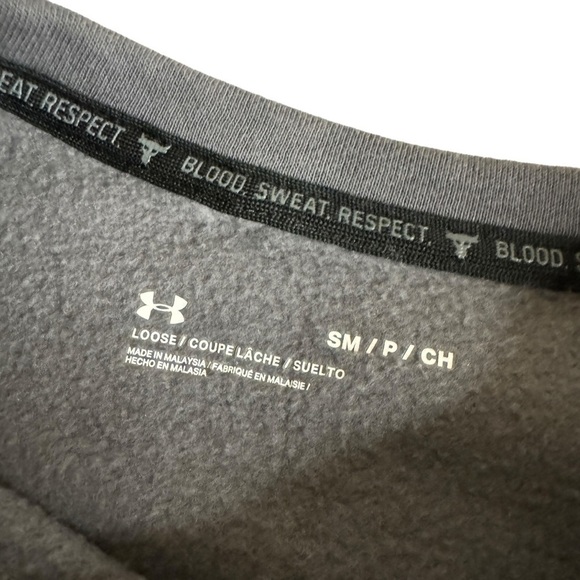 EAT. RESPECT. BLOOD. SWEAT. RESPECT. BLOOD. S
LOOSE / COUPE LÂCHE / SUELTO
SM / P / CH
MADE IN MALAYSIA / FABRIQUÉ EN MALAISIE /
HECHO EN MALASIA